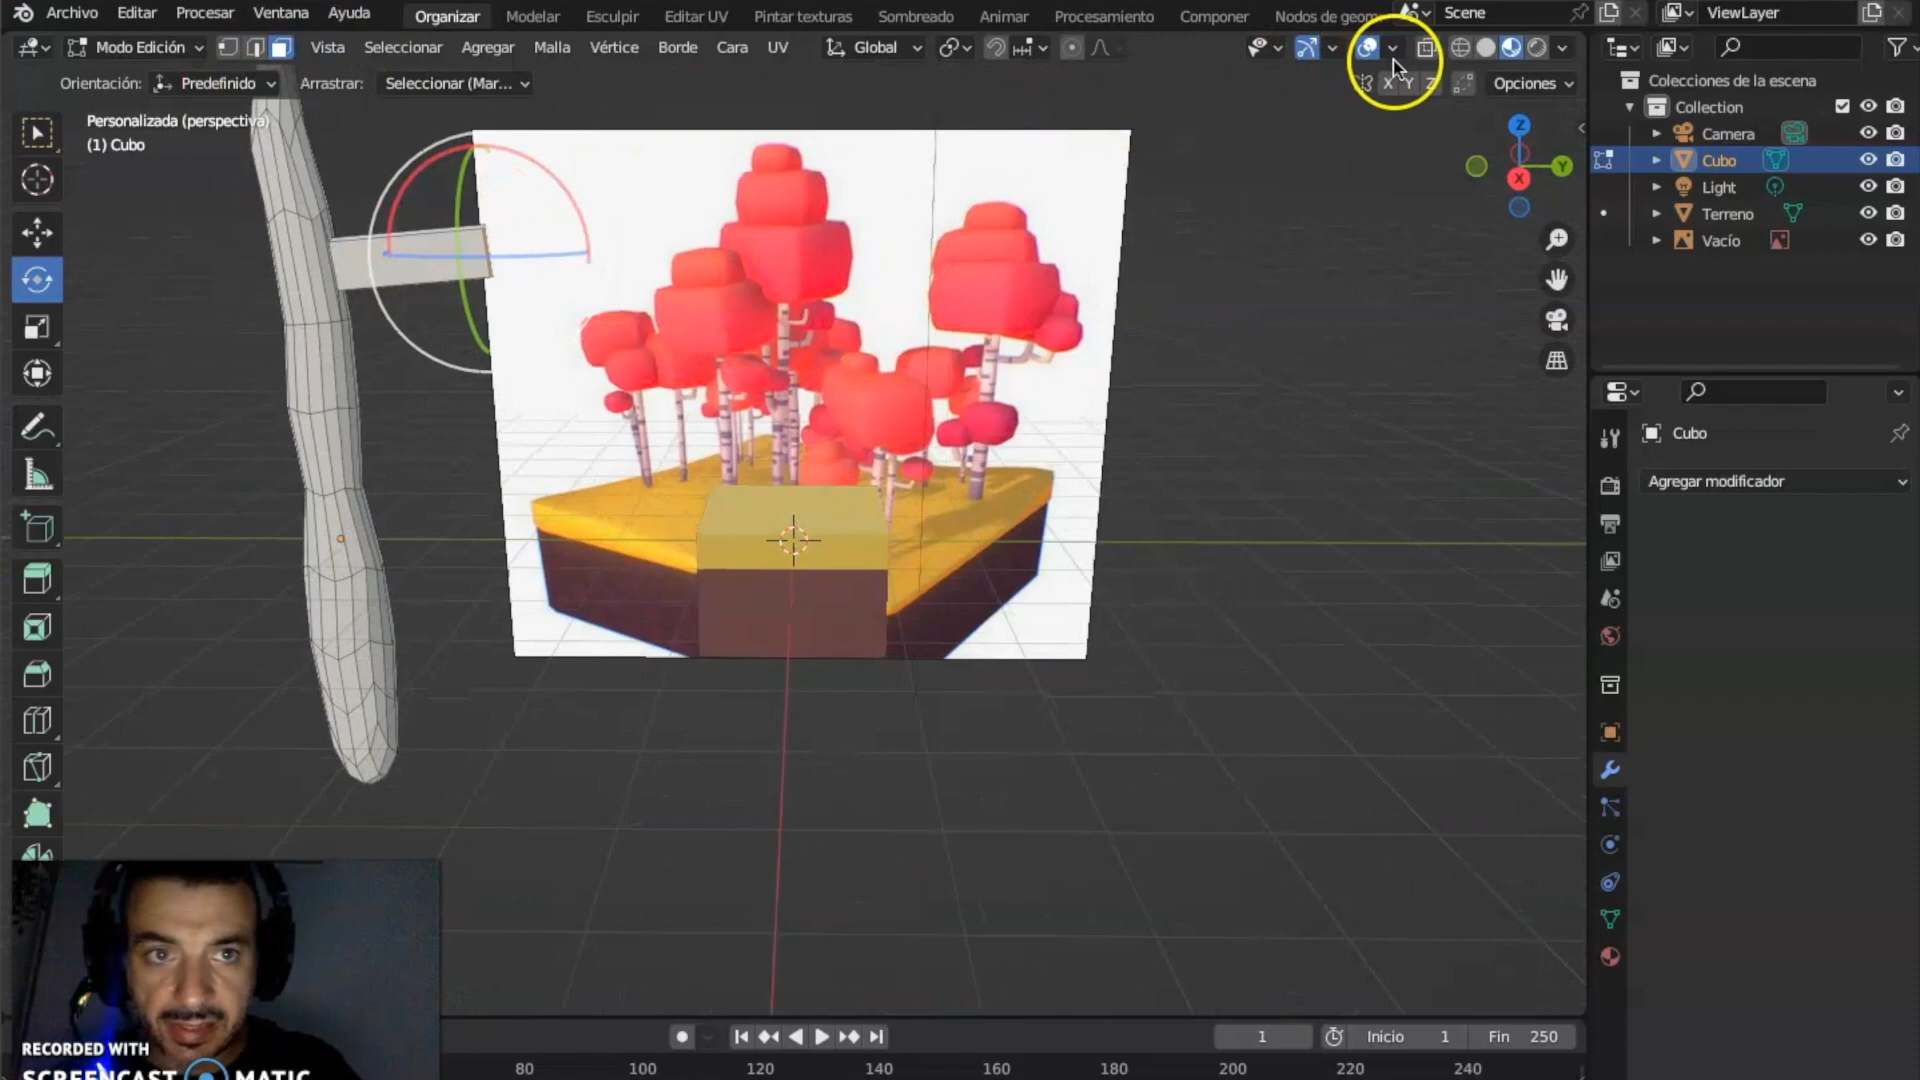 Archivo Editar Procesar Ventana Ayuda Organizar Modelar Esculpir Editar UV Pintar texturas Sombreado Animar Procesamiento Componer Nodos de geom Scene ViewLayer
Modo Edición Vista Seleccionar Agregar Malla Vértice Borde Cara UV Global
Orientación: Predefinido Arrastrar: Seleccionar (Mar... X Y Z Opciones
Personalizada (perspectiva)
(1) Cubo
Z
Y
X
Colecciones de la escena
Collection
Camera
Cubo
Light
Terreno
Vacío
Cubo
Agregar modificador
1 Inicio 1 Fin 250
80 100 120 140 160 180 200 220 240
RECORDED WITH
SCREENCAST MATIC